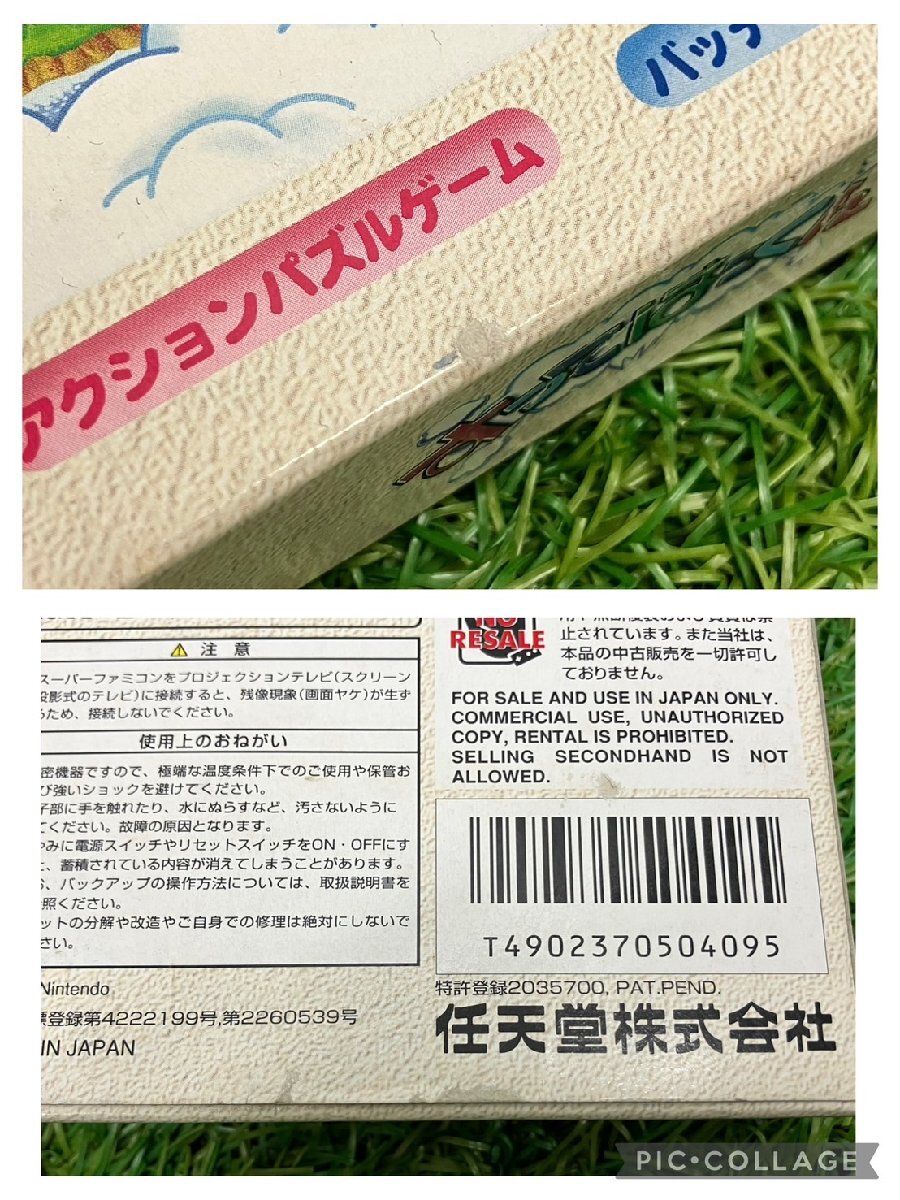 バッテ
アクションパズルゲーム
NO
RESALE
止されています。また当社は、
本品の中古販売を一切許可し
ておりません。
FOR SALE AND USE IN JAPAN ONLY.
COMMERCIAL USE, UNAUTHORIZED
COPY, RENTAL IS PROHIBITED.
SELLING SECONDHAND IS NOT
ALLOWED.
注 意
スーパーファミコンをプロジェクションテレビ(スクリーン
投影式のテレビ)に接続すると、残像現象(画面ヤケ)が生ず
るため、接続しないでください。
使用上のおねがい
密機器ですので、極端な温度条件下でのご使用や保管お
び強いショックを避けてください。
子部に手を触れたり、水にぬらすなど、汚さないように
てください。故障の原因となります。
やみに電源スイッチやリセットスイッチをON・OFFにす
、蓄積されている内容が消えてしまうことがあります。
、バックアップの操作方法については、取扱説明書を
照ください。
ットの分解や改造やご自身での修理は絶対にしないで
さい。
T4902370504095
特許登録2035700, PAT.PEND.
任天堂株式会社
Nintendo
標登録第4222199号,第2260539号
IN JAPAN
PIC•COLLAGE